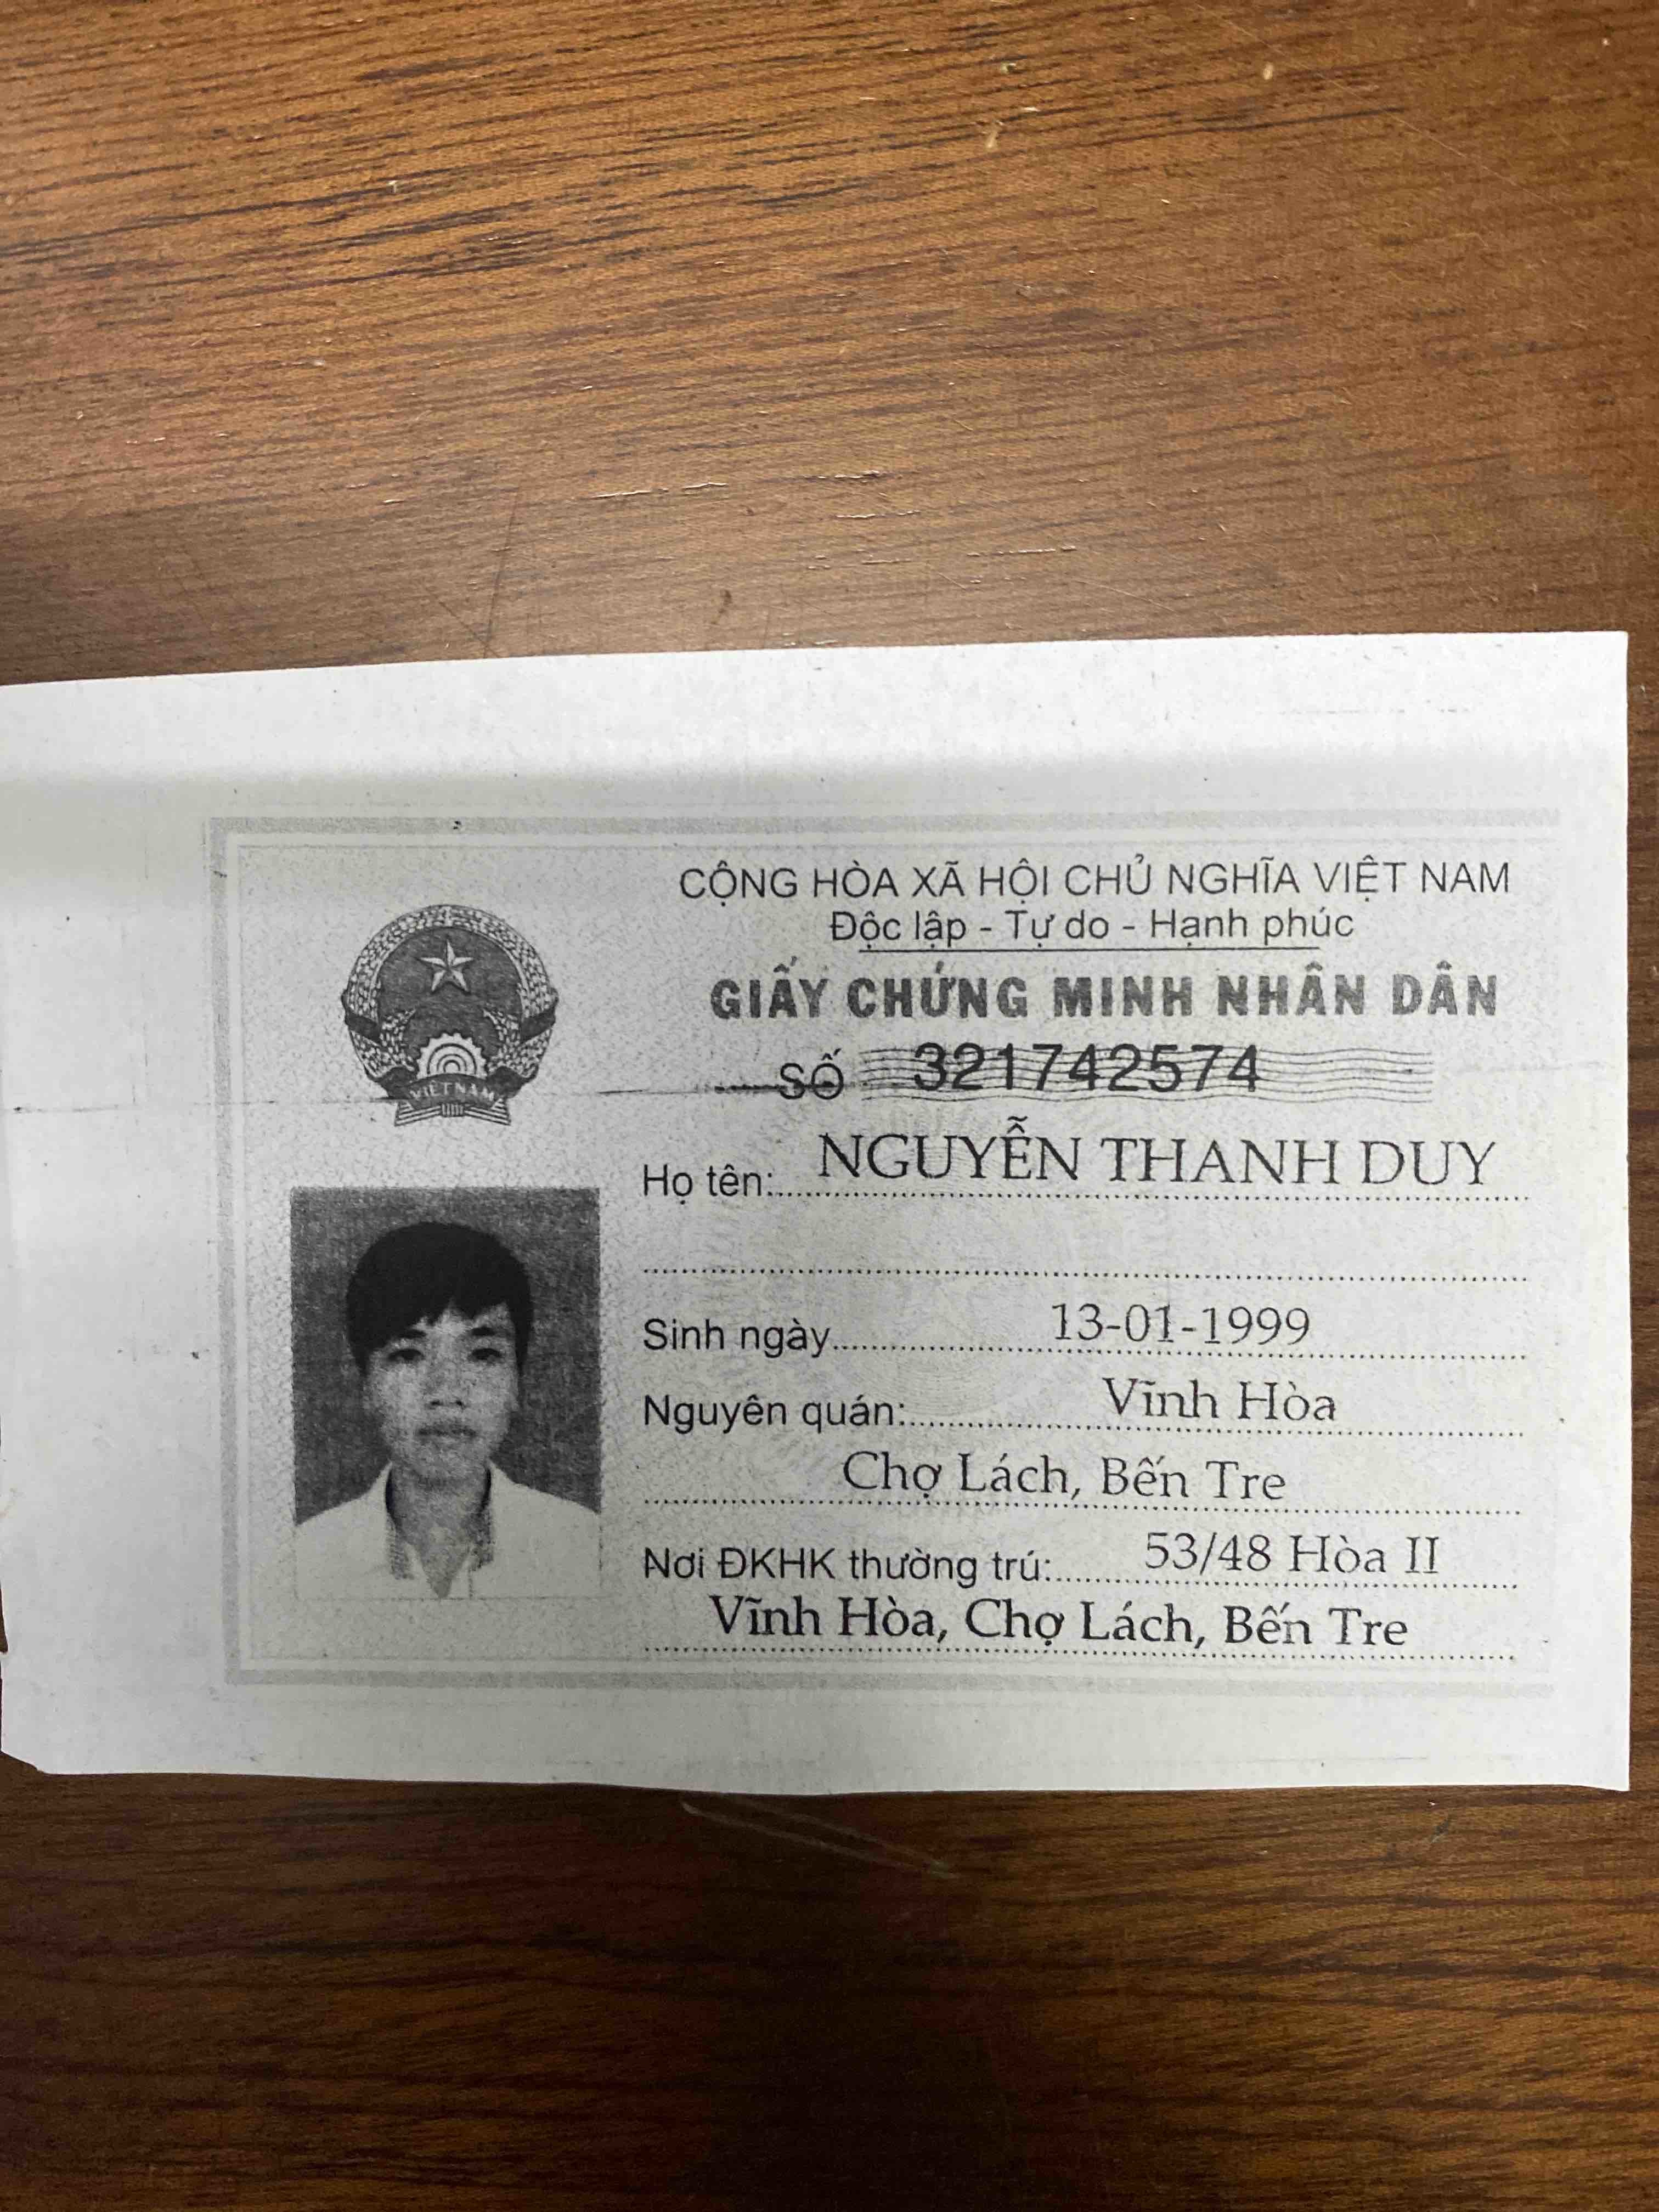 CỘNG HÒA XÃ HỘI CHỦ NGHĨA VIỆT NAM
Độc lập - Tự do - Hạnh phúc
GIẤY CHỨNG MINH NHÂN DÂN
SỐ 321742574
VIỆT NAM
Họ tên: NGUYỄN THANH DUY
Sinh ngày 13-01-1999
Nguyên quán: Vĩnh Hòa
Chợ Lách, Bến Tre
Nơi ĐKHK thường trú: 53/48 Hòa II
Vĩnh Hòa, Chợ Lách, Bến Tre